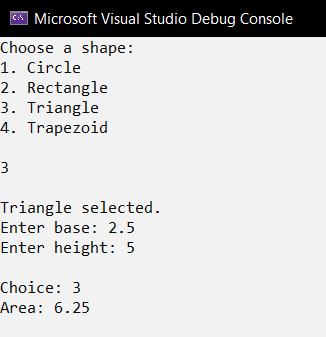 Microsoft Visual Studio Debug Console
Choose a shape:
1. Circle
2. Rectangle
3. Triangle
4. Trapezoid
3
Triangle selected.
Enter base: 2.5
Enter height: 5
Choice: 3
Area: 6.25